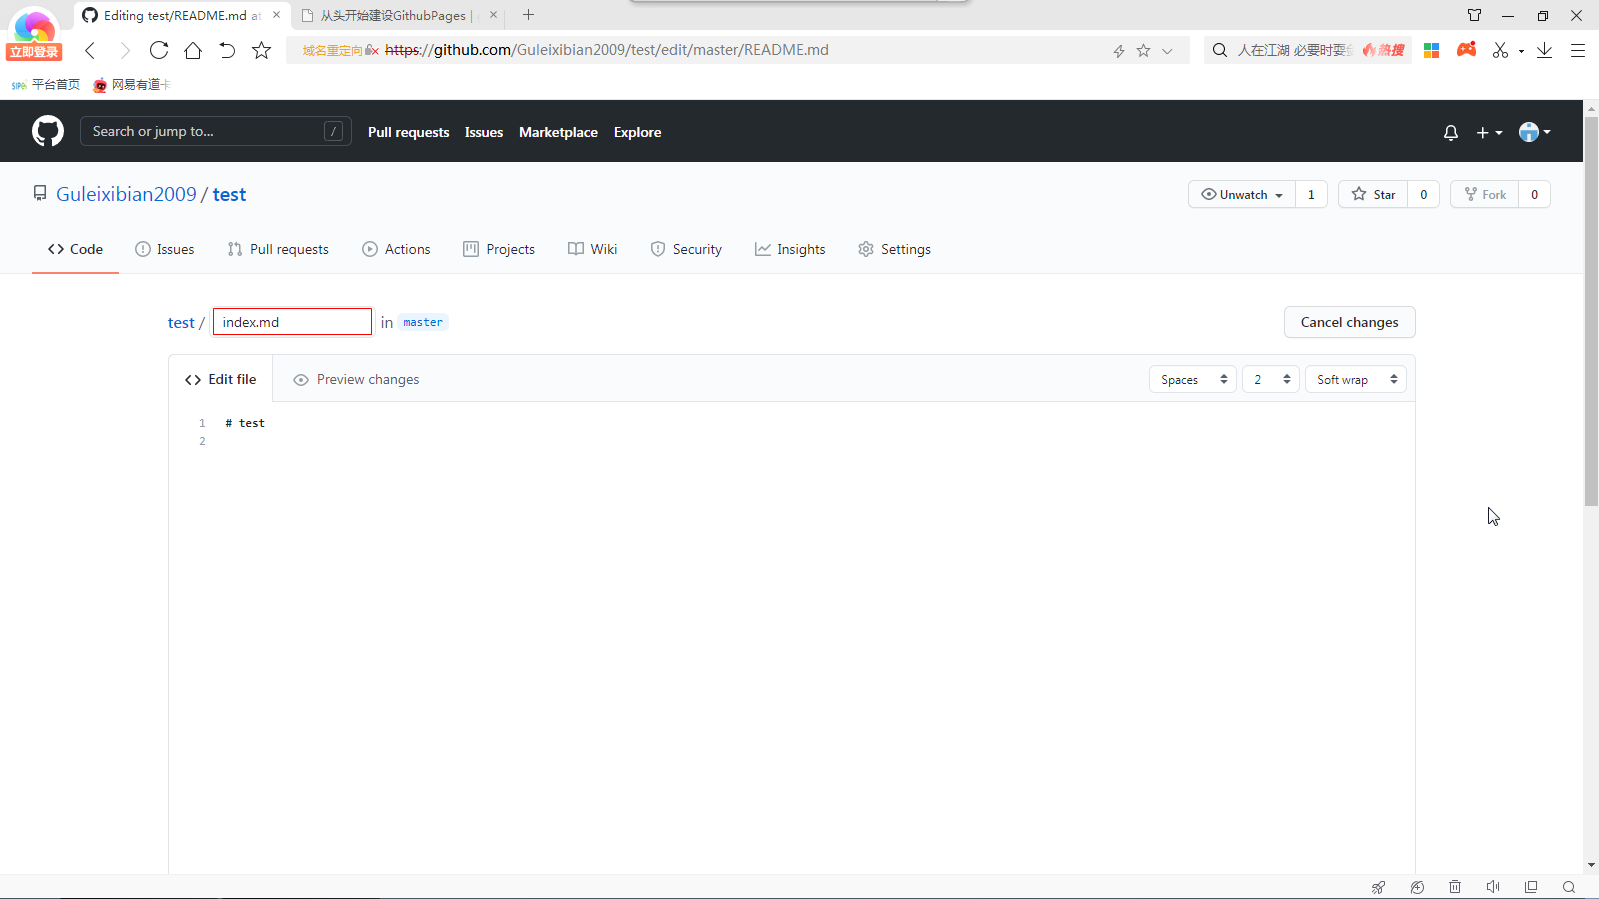 Editing test/README.md at
从头开始建设GithubPages |
立即登录
域名重定向 https://github.com/Guleixibian2009/test/edit/master/README.md
人在江湖 必要时耍 热搜
SIPO 平台首页 网易有道卡
Search or jump to... /
Pull requests Issues Marketplace Explore
Guleixibian2009 / test
Unwatch 1 Star 0 Fork 0
Code Issues Pull requests Actions Projects Wiki Security Insights Settings
test / index.md in master
Cancel changes
Edit file Preview changes
Spaces 2 Soft wrap
1 # test
2